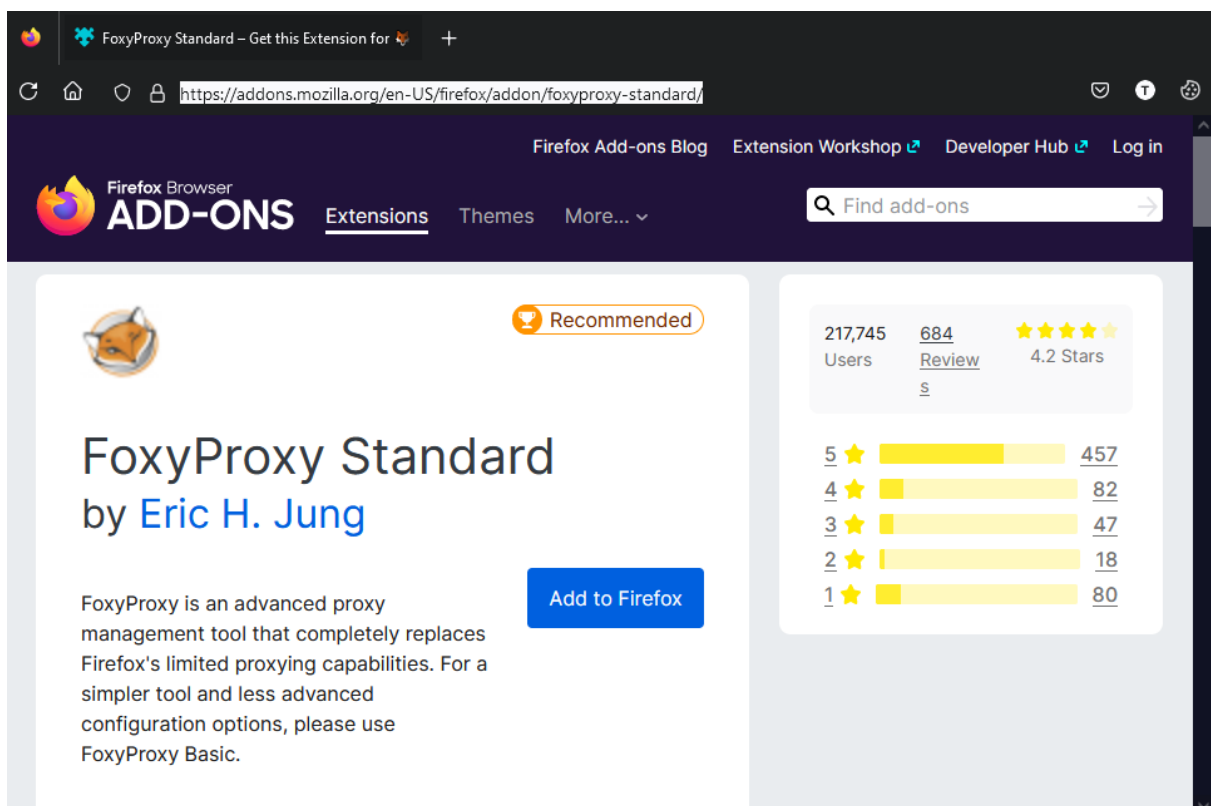 FoxyProxy Standard – Get this Extension for
https://addons.mozilla.org/en-US/firefox/addon/foxyproxy-standard/
T
Firefox Add-ons Blog Extension Workshop Developer Hub Log in
Firefox Browser
ADD-ONS
Extensions Themes More...
Find add-ons
Recommended
FoxyProxy Standard
by Eric H. Jung
FoxyProxy is an advanced proxy
management tool that completely replaces
Firefox's limited proxying capabilities. For a
simpler tool and less advanced
configuration options, please use
FoxyProxy Basic.
Add to Firefox
217,745
Users
684
Review
s
4.2 Stars
5 457
4 82
3 47
2 18
1 80